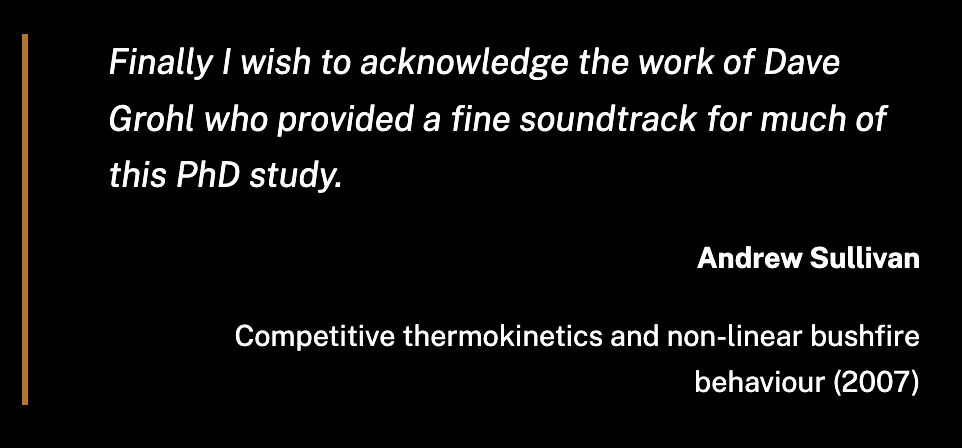 Finally I wish to acknowledge the work of Dave
Grohl who provided a fine soundtrack for much of
this PhD study.
Andrew Sullivan
Competitive thermokinetics and non-linear bushfire
behaviour (2007)